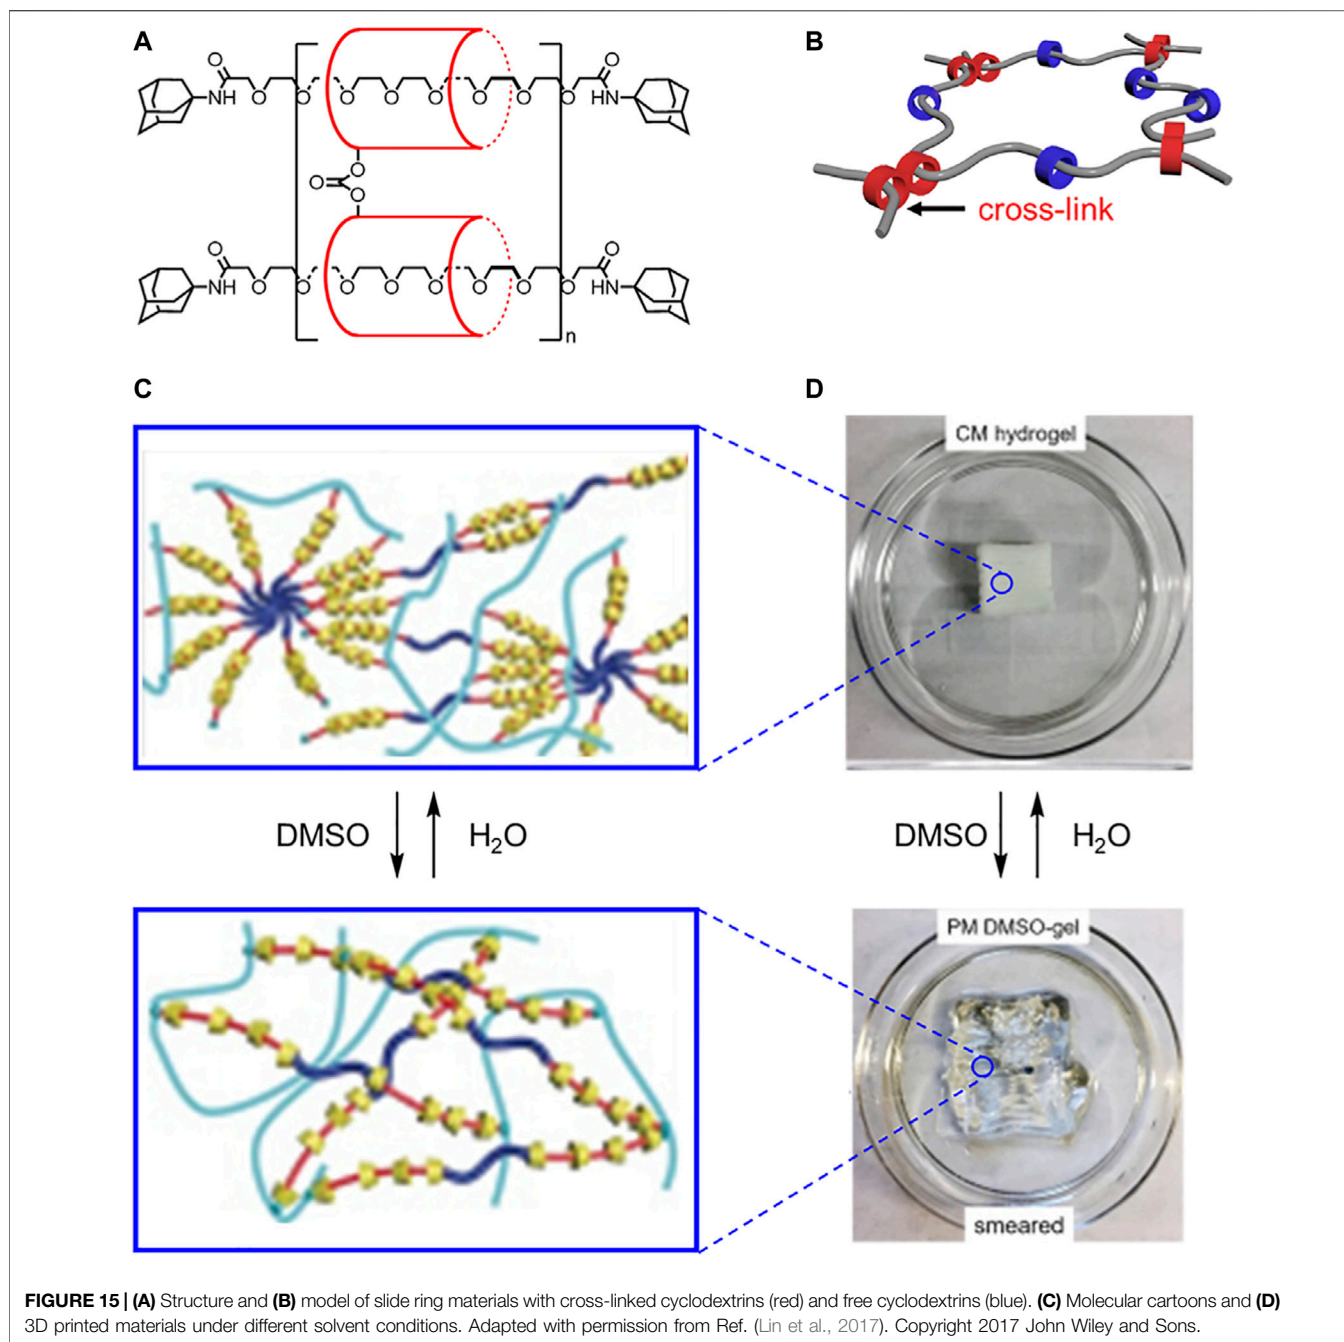 A
B
O
O
NH
O
O
O
O
O
O
O
O
O
HN
O
O
O
cross-link
O
O
NH
O
O
O
O
O
O
O
O
O
HN
n
C
D
CM hydrogel
DMSO
H₂O
DMSO
H₂O
PM DMSO-gel
smeared
FIGURE 15 | (A) Structure and (B) model of slide ring materials with cross-linked cyclodextrins (red) and free cyclodextrins (blue). (C) Molecular cartoons and (D)
3D printed materials under different solvent conditions. Adapted with permission from Ref. (Lin et al., 2017). Copyright 2017 John Wiley and Sons.